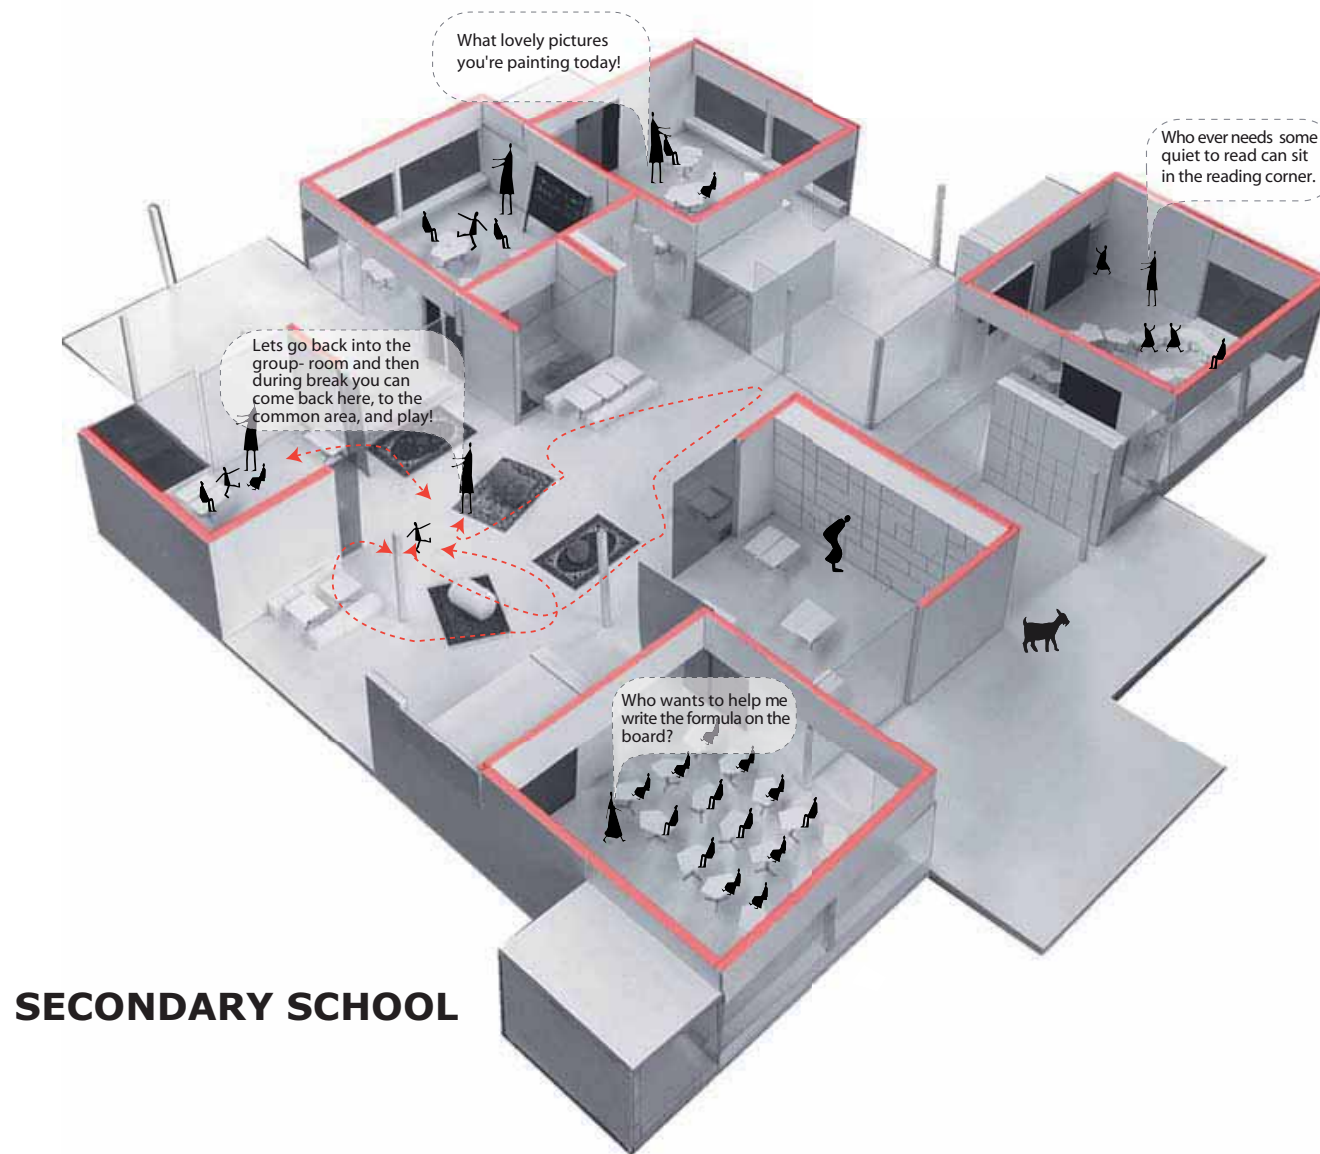 What lovely pictures
you're painting today!
Who ever needs some
quiet to read can sit
in the reading corner.
Lets go back into the
group- room and then
during break you can
come back here, to the
common area, and play!
Who wants to help me
write the formula on the
board?
SECONDARY SCHOOL